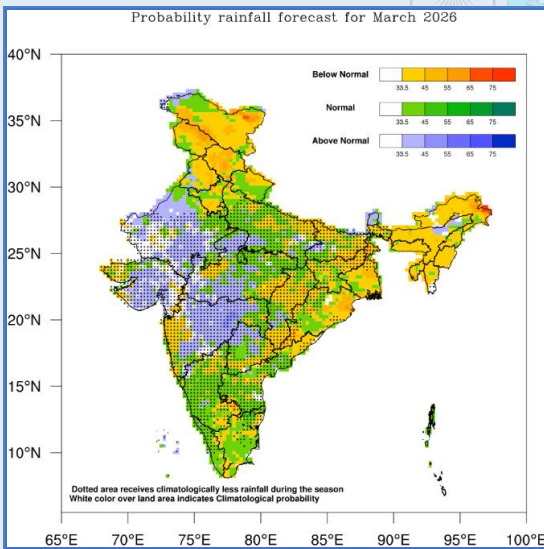 Probability rainfall forecast for March 2026
40°N
Below Normal
33.5 45 55 65 75
35°N
Normal
33.5 45 55 65 75
Above Normal
33.5 45 55 65 75
30°N
25°N
20°N
15°N
10°N
Dotted area receives climatologically less rainfall during the season
White color over land area indicates Climatological probability
65°E 70°E 75°E 80°E 85°E 90°E 95°E 100°E